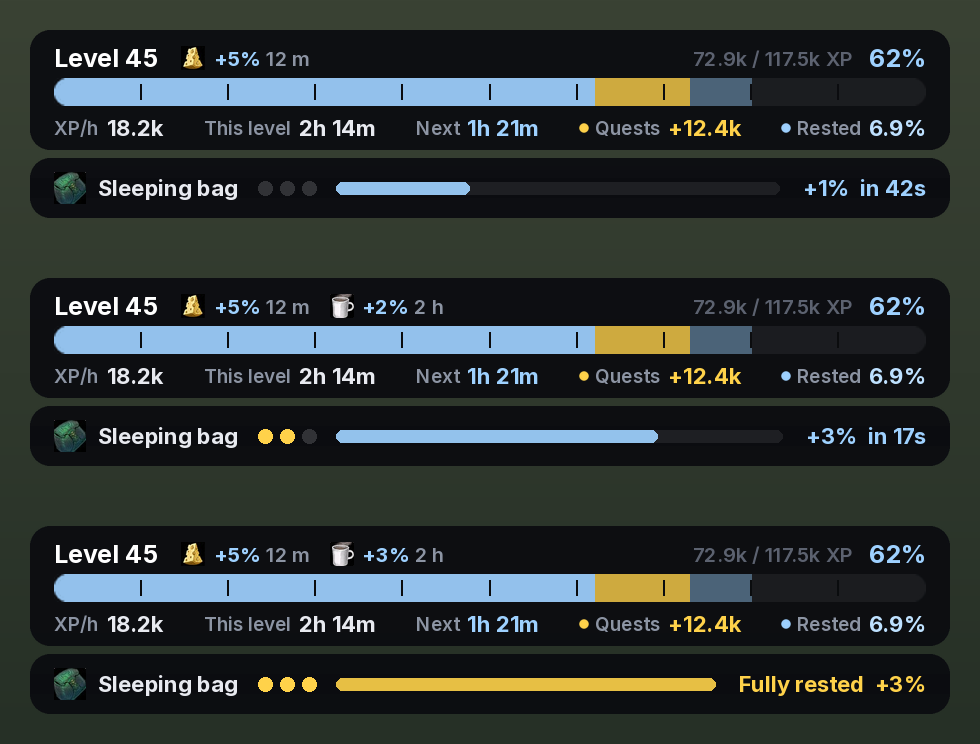 Level 45 +5% 12 m 72.9k / 117.5k XP 62%
XP/h 18.2k This level 2h 14m Next 1h 21m Quests +12.4k Rested 6.9%
Sleeping bag +1% in 42s
Level 45 +5% 12 m +2% 2 h 72.9k / 117.5k XP 62%
XP/h 18.2k This level 2h 14m Next 1h 21m Quests +12.4k Rested 6.9%
Sleeping bag +3% in 17s
Level 45 +5% 12 m +3% 2 h 72.9k / 117.5k XP 62%
XP/h 18.2k This level 2h 14m Next 1h 21m Quests +12.4k Rested 6.9%
Sleeping bag Fully rested +3%